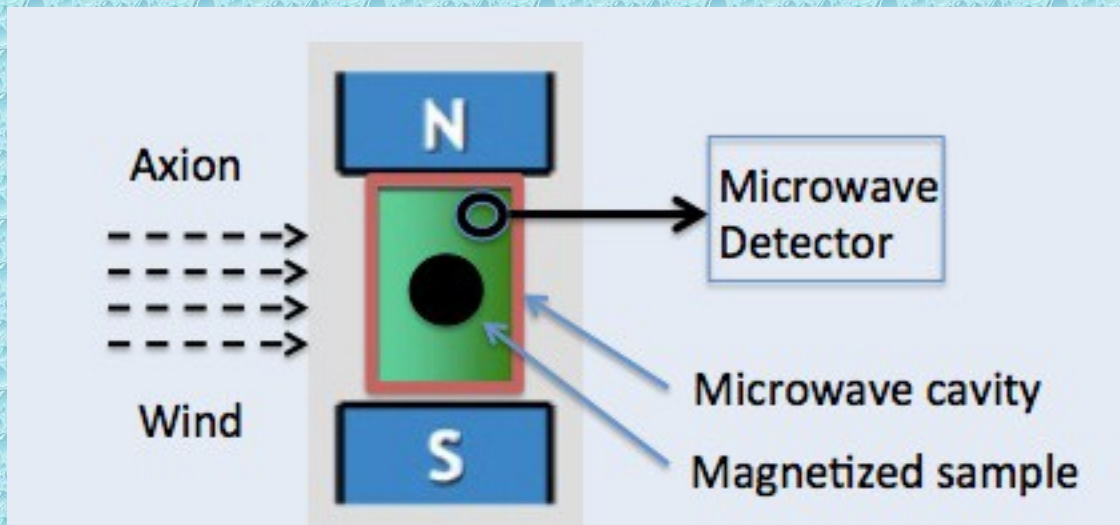 N
Axion
Microwave
Detector
Microwave cavity
Wind
S
Magnetized sample